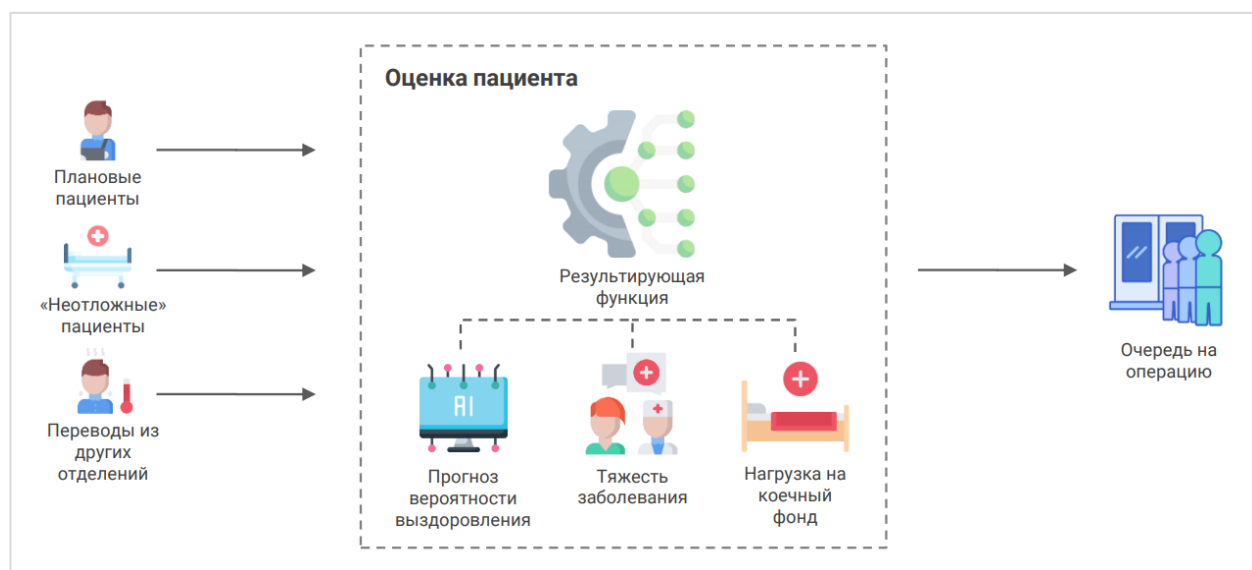 Плановые
пациенты
«Неотложные»
пациенты
Переводы из
других
отделений
Оценка пациента
Результирующая
функция
AI
Прогноз
вероятности
выздоровления
Тяжесть
заболевания
Нагрузка на
коечный
фонд
Очередь на
операцию